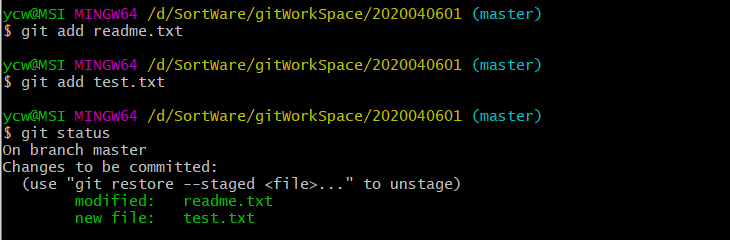 ycw@MSI MINGW64 /d/SortWare/gitWorkSpace/2020040601 (master)
$ git add readme.txt
ycw@MSI MINGW64 /d/SortWare/gitWorkSpace/2020040601 (master)
$ git add test.txt
ycw@MSI MINGW64 /d/SortWare/gitWorkSpace/2020040601 (master)
$ git status
On branch master
Changes to be committed:
  (use "git restore --staged <file>..." to unstage)
        modified:   readme.txt
        new file:   test.txt